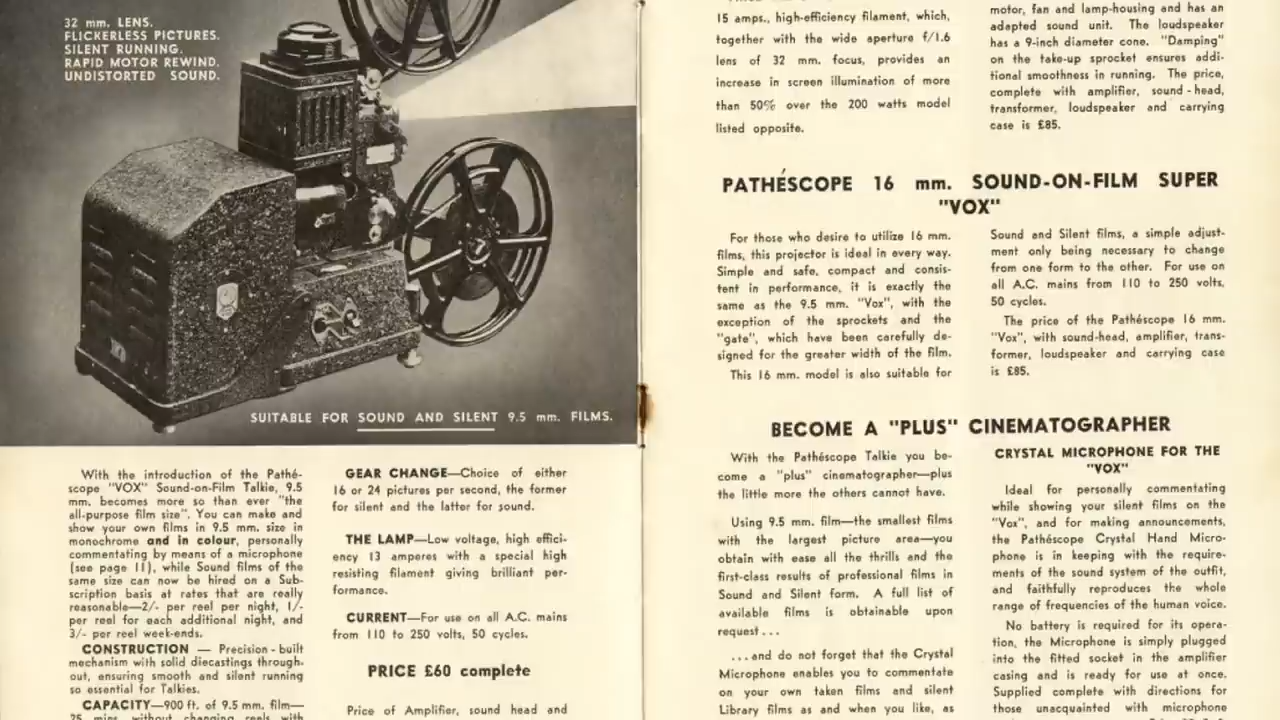 32 mm. LENS.
FLICKERLESS PICTURES.
SILENT RUNNING.
RAPID MOTOR REWIND.
UNDISTORTED SOUND.
SUITABLE FOR SOUND AND SILENT 9.5 mm. FILMS.
With the introduction of the Pathé-
scope "VOX" Sound-on-Film Talkie, 9.5
mm. becomes more so than ever "the
all-purpose film size". You can make and
show your own films in 9.5 mm. size in
monochrome and in colour, personally
commentating by means of a microphone
(see page 11), while Sound films of the
same size can now be hired on a Sub-
scription basis at rates that are really
reasonable—2/- per reel per night, 1/-
per reel for each additional night, and
3/- per reel week-ends.
CONSTRUCTION — Precision-built
mechanism with solid diecastings through-
out, ensuring smooth and silent running
so essential for Talkies.
CAPACITY—900 ft. of 9.5 mm. film—
25 mins. without changing reels with
GEAR CHANGE—Choice of either
16 or 24 pictures per second, the former
for silent and the latter for sound.
THE LAMP—Low voltage, high effici-
ency 13 amperes with a special high
resisting filament giving brilliant per-
formance.
CURRENT—For use on all A.C. mains
from 110 to 250 volts, 50 cycles.
PRICE £60 complete
Price of Amplifier, sound head and
15 amps., high-efficiency filament, which,
together with the wide aperture f/1.6
lens of 32 mm. focus, provides an
increase in screen illumination of more
than 50% over the 200 watts model
listed opposite.
motor, fan and lamp-housing and has an
adapted sound unit. The loudspeaker
has a 9-inch diameter cone. "Damping"
on the take-up sprocket ensures addi-
tional smoothness in running. The price,
complete with amplifier, sound-head,
transformer, loudspeaker and carrying
case is £85.
PATHÉSCOPE 16 mm. SOUND-ON-FILM SUPER
"VOX"
For those who desire to utilize 16 mm.
films, this projector is ideal in every way.
Simple and safe, compact and consis-
tent in performance, it is exactly the
same as the 9.5 mm. "Vox", with the
exception of the sprockets and the
"gate", which have been carefully de-
signed for the greater width of the film.
This 16 mm. model is also suitable for
Sound and Silent films, a simple adjust-
ment only being necessary to change
from one form to the other. For use on
all A.C. mains from 110 to 250 volts,
50 cycles.
The price of the Pathéscope 16 mm.
"Vox", with sound-head, amplifier, trans-
former, loudspeaker and carrying case
is £85.
BECOME A "PLUS" CINEMATOGRAPHER
With the Pathéscope Talkie you be-
come a "plus" cinematographer—plus
the little more the others cannot have.
Using 9.5 mm. film—the smallest films
with the largest picture area—you
obtain with ease all the thrills and the
first-class results of professional films in
Sound and Silent form. A full list of
available films is obtainable upon
request...
...and do not forget that the Crystal
Microphone enables you to commentate
on your own taken films and silent
Library films as and when you like, as
CRYSTAL MICROPHONE FOR THE
"VOX"
Ideal for personally commentating
while showing your silent films on the
"Vox", and for making announcements,
the Pathéscope Crystal Hand Micro-
phone is in keeping with the require-
ments of the sound system of the outfit,
and faithfully reproduces the whole
range of frequencies of the human voice.
No battery is required for its opera-
tion, the Microphone is simply plugged
into the fitted socket in the amplifier
casing and is ready for use at once.
Supplied complete with directions for
those unacquainted with microphone